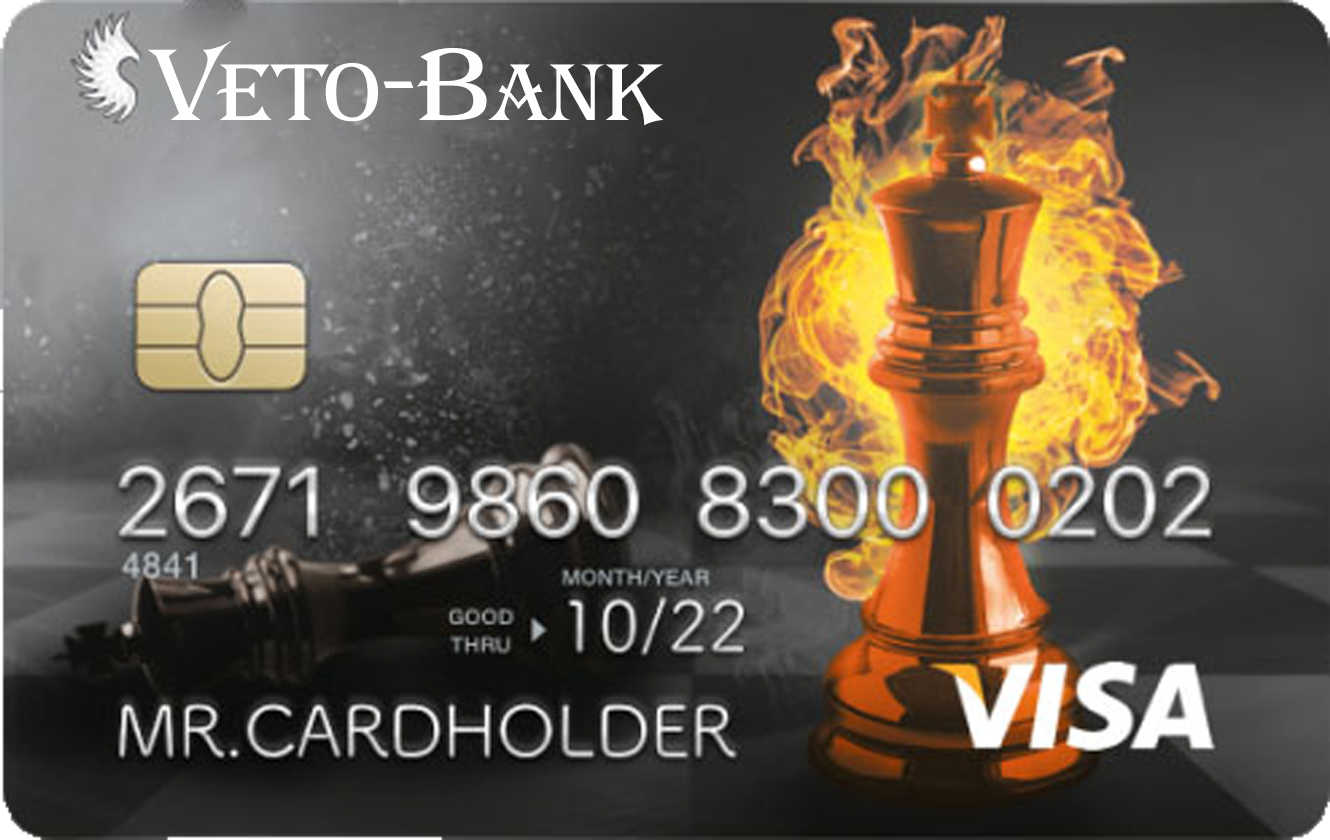 VETO-BANK
2671 9860 8300 0202
4841
MONTH/YEAR
GOOD THRU 10/22
MR.CARDHOLDER
VISA